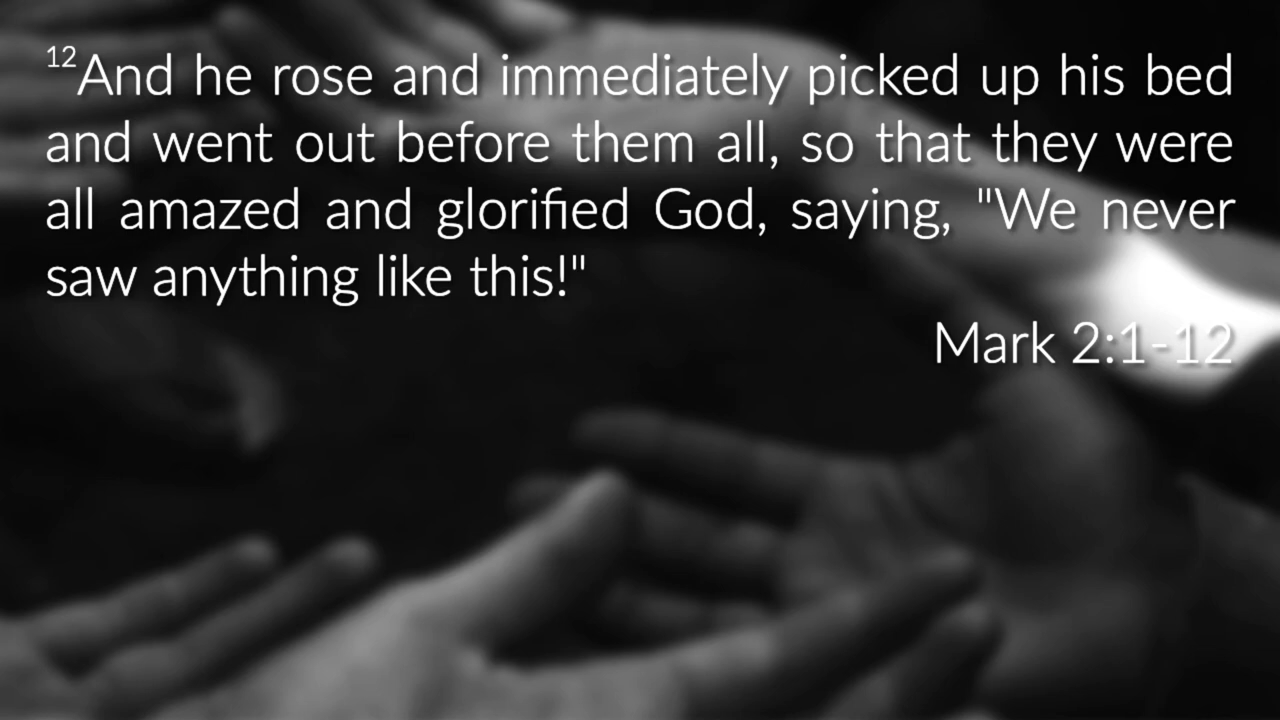 12And he rose and immediately picked up his bed
and went out before them all, so that they were
all amazed and glorified God, saying, "We never
saw anything like this!"
Mark 2:1-12